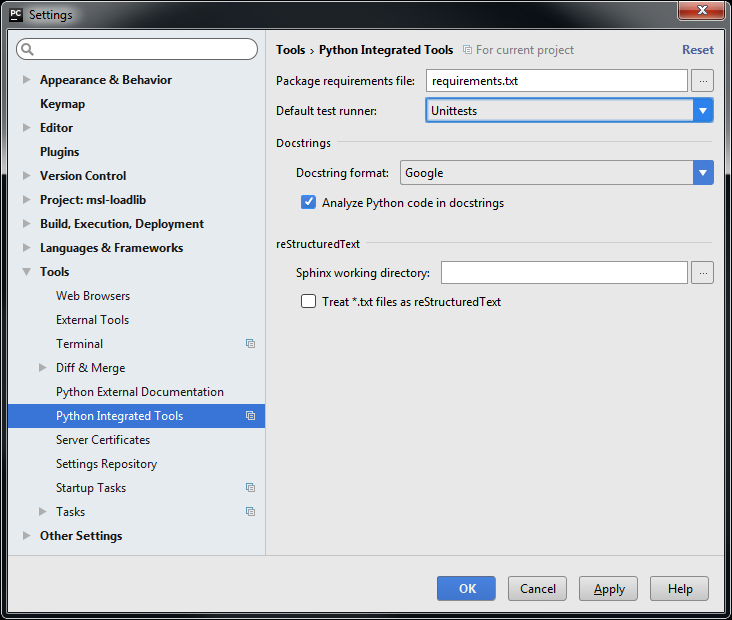 PC Settings
Tools › Python Integrated Tools For current project Reset
Appearance & Behavior
Keymap
Editor
Plugins
Version Control
Project: msl-loadlib
Build, Execution, Deployment
Languages & Frameworks
Tools
Web Browsers
External Tools
Terminal
Diff & Merge
Python External Documentation
Python Integrated Tools
Server Certificates
Settings Repository
Startup Tasks
Tasks
Other Settings
Package requirements file: requirements.txt ...
Default test runner: Unittests
Docstrings
Docstring format: Google
Analyze Python code in docstrings
reStructuredText
Sphinx working directory: ...
Treat *.txt files as reStructuredText
OK Cancel Apply Help